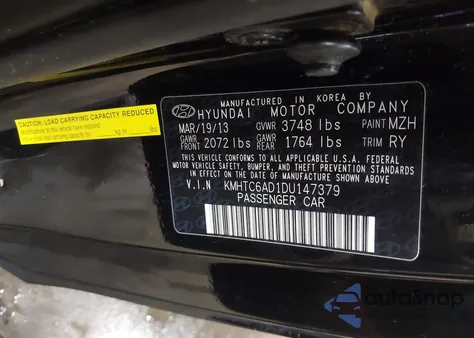 CAUTION: LOAD CARRYING CAPACITY REDUCED
kg or lbs
MANUFACTURED IN KOREA BY
HYUNDAI MOTOR COMPANY
MAR/19/13 GVWR 3748 lbs PAINT MZH
GAWR FRONT 2072 lbs GAWR REAR 1764 lbs TRIM RY
THIS VEHICLE CONFORMS TO ALL APPLICABLE U.S.A. FEDERAL
MOTOR VEHICLE SAFETY, BUMPER, AND THEFT PREVENTION STANDARDS
IN EFFECT ON THE DATE OF MANUFACTURE SHOWN ABOVE.
V.I.N KMHTC6AD1DU147379
PASSENGER CAR
autoSnap